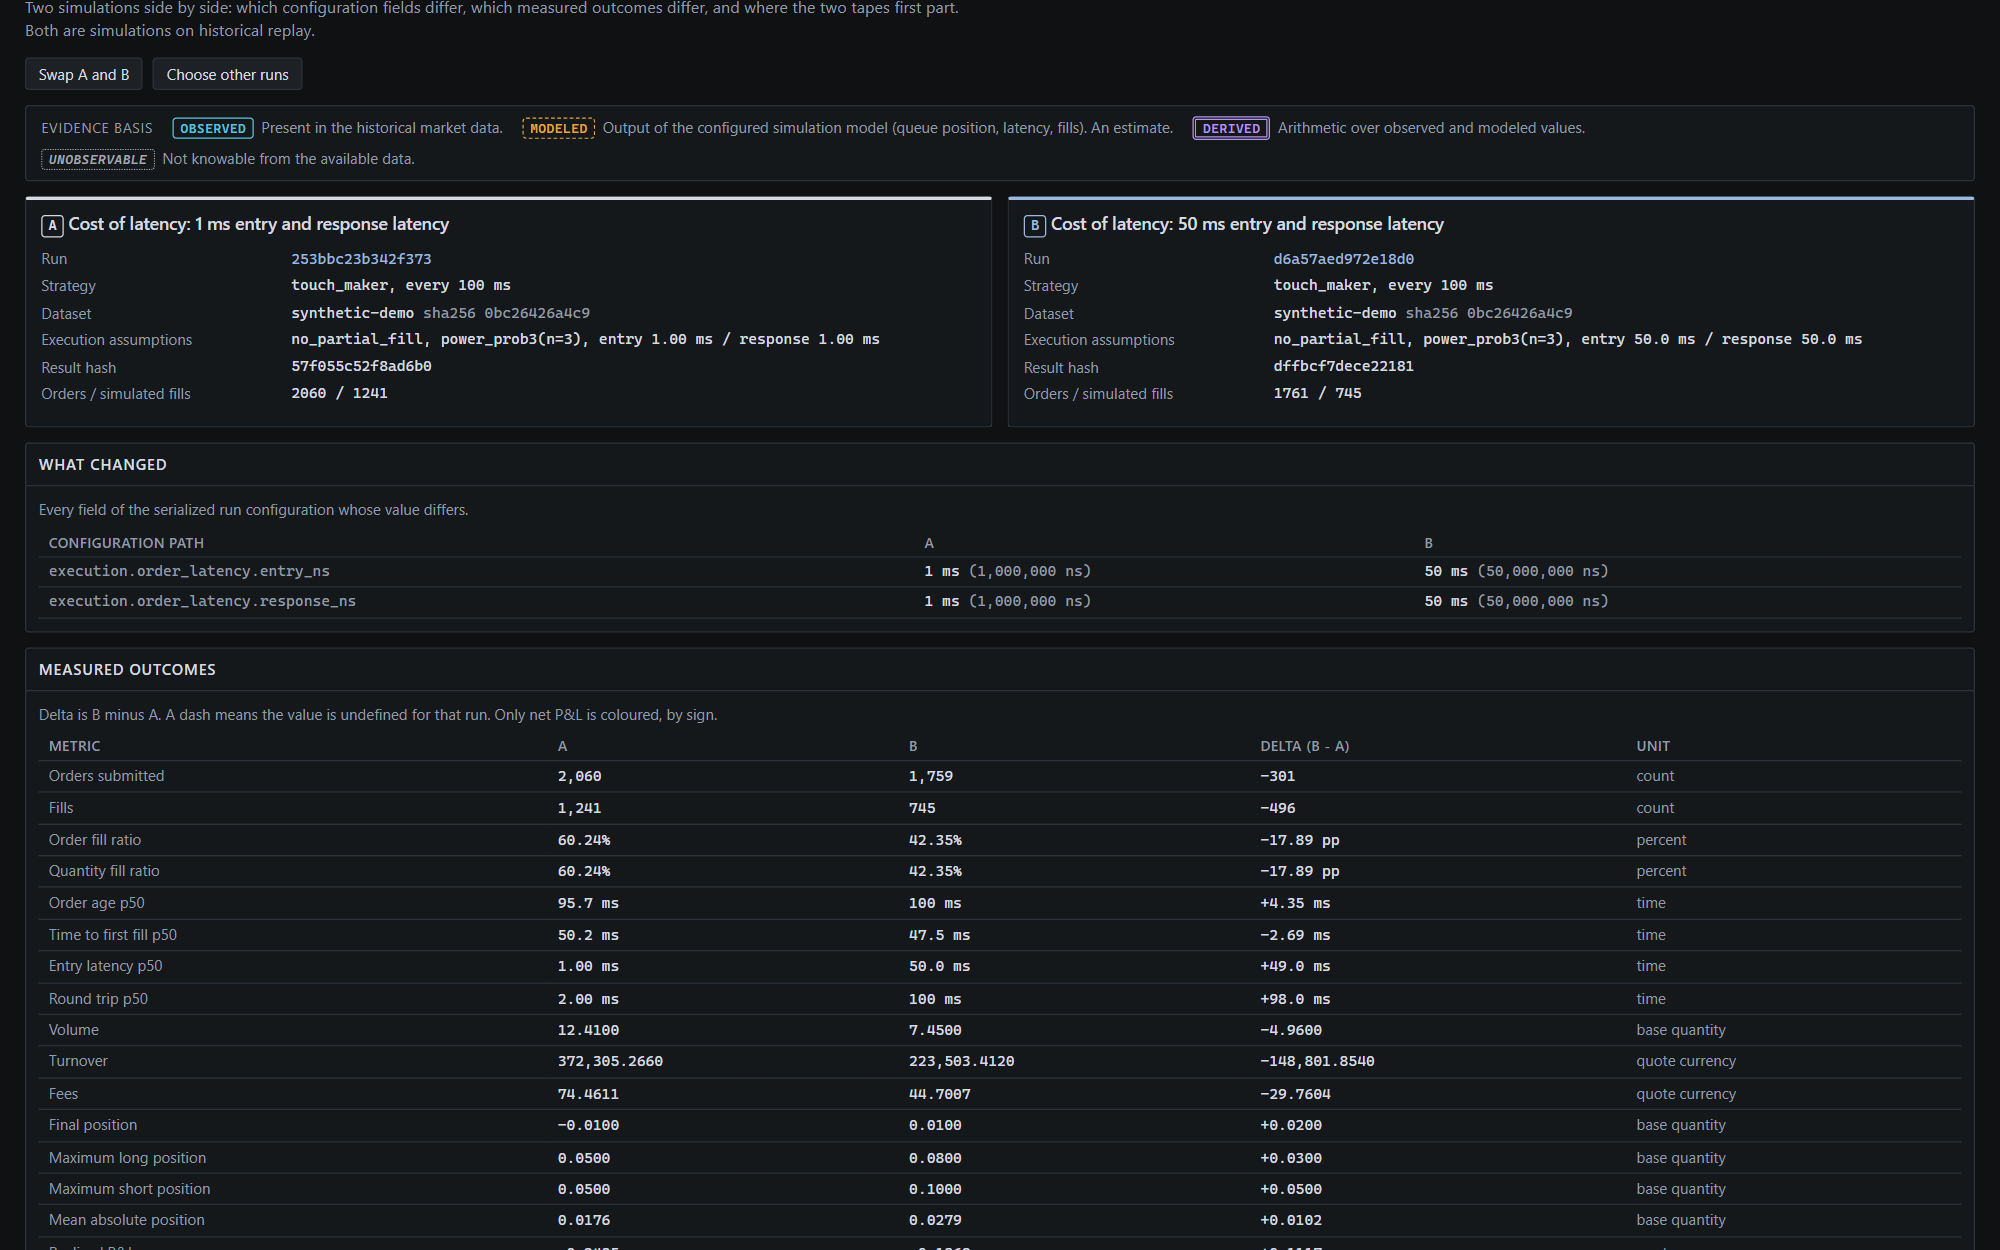 Two simulations side by side: which configuration fields differ, which measured outcomes differ, and where the two tapes first part.
Both are simulations on historical replay.
Swap A and B Choose other runs
EVIDENCE BASIS OBSERVED Present in the historical market data. MODELED Output of the configured simulation model (queue position, latency, fills). An estimate. DERIVED Arithmetic over observed and modeled values.
UNOBSERVABLE Not knowable from the available data.
A Cost of latency: 1 ms entry and response latency
Run 253bbc23b342f373
Strategy touch_maker, every 100 ms
Dataset synthetic-demo sha256 0bc26426a4c9
Execution assumptions no_partial_fill, power_prob3(n=3), entry 1.00 ms / response 1.00 ms
Result hash 57f055c52f8ad6b0
Orders / simulated fills 2060 / 1241
B Cost of latency: 50 ms entry and response latency
Run d6a57aed972e18d0
Strategy touch_maker, every 100 ms
Dataset synthetic-demo sha256 0bc26426a4c9
Execution assumptions no_partial_fill, power_prob3(n=3), entry 50.0 ms / response 50.0 ms
Result hash dffbcf7dece22181
Orders / simulated fills 1761 / 745
WHAT CHANGED
Every field of the serialized run configuration whose value differs.
CONFIGURATION PATH A B
execution.order_latency.entry_ns 1 ms (1,000,000 ns) 50 ms (50,000,000 ns)
execution.order_latency.response_ns 1 ms (1,000,000 ns) 50 ms (50,000,000 ns)
MEASURED OUTCOMES
Delta is B minus A. A dash means the value is undefined for that run. Only net P&L is coloured, by sign.
METRIC A B DELTA (B - A) UNIT
Orders submitted 2,060 1,759 −301 count
Fills 1,241 745 −496 count
Order fill ratio 60.24% 42.35% −17.89 pp percent
Quantity fill ratio 60.24% 42.35% −17.89 pp percent
Order age p50 95.7 ms 100 ms +4.35 ms time
Time to first fill p50 50.2 ms 47.5 ms −2.69 ms time
Entry latency p50 1.00 ms 50.0 ms +49.0 ms time
Round trip p50 2.00 ms 100 ms +98.0 ms time
Volume 12.4100 7.4500 −4.9600 base quantity
Turnover 372,305.2660 223,503.4120 −148,801.8540 quote currency
Fees 74.4611 44.7007 −29.7604 quote currency
Final position −0.0100 0.0100 +0.0200 base quantity
Maximum long position 0.0500 0.0800 +0.0300 base quantity
Maximum short position 0.0500 0.1000 +0.0500 base quantity
Mean absolute position 0.0176 0.0279 +0.0102 base quantity